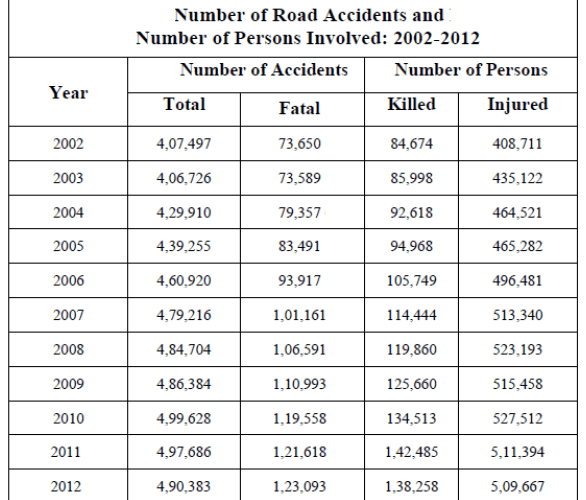 Number of Road Accidents and
Number of Persons Involved: 2002-2012
Year Number of Accidents Number of Persons
Total Fatal Killed Injured
2002 4,07,497 73,650 84,674 408,711
2003 4,06,726 73,589 85,998 435,122
2004 4,29,910 79,357 92,618 464,521
2005 4,39,255 83,491 94,968 465,282
2006 4,60,920 93,917 105,749 496,481
2007 4,79,216 1,01,161 114,444 513,340
2008 4,84,704 1,06,591 119,860 523,193
2009 4,86,384 1,10,993 125,660 515,458
2010 4,99,628 1,19,558 134,513 527,512
2011 4,97,686 1,21,618 1,42,485 5,11,394
2012 4,90,383 1,23,093 1,38,258 5,09,667